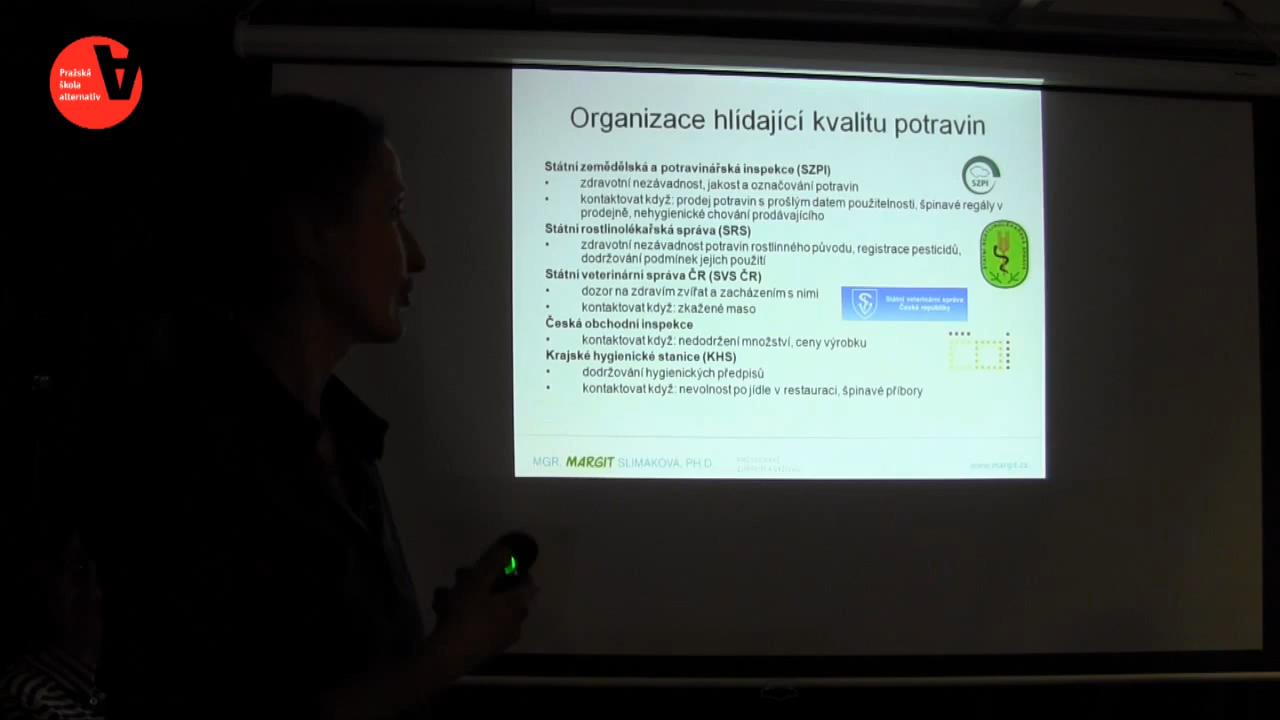 Pražská
škola
alternativ
Organizace hlídající kvalitu potravin
Státní zemědělská a potravinářská inspekce (SZPI)
• zdravotní nezávadnost, jakost a označování potravin
• kontaktovat když: prodej potravin s prošlým datem použitelnosti, špinavé regály v
prodejně, nehygienické chování prodávajícího
SZPI
Státní rostlinolékařská správa (SRS)
• zdravotní nezávadnost potravin rostlinného původu, registrace pesticidů,
dodržování podmínek jejich použití
Státní veterinární správa ČR (SVS ČR)
• dozor na zdravím zvířat a zacházením s nimi
• kontaktovat když: zkažené maso
Státní veterinární správa
České republiky
Česká obchodní inspekce
• kontaktovat když: nedodržení množství, ceny výrobku
Krajské hygienické stanice (KHS)
• dodržování hygienických předpisů
• kontaktovat když: nevolnost po jídle v restauraci, špinavé příbory
MGR. MARGIT SLIMÁKOVÁ, PH.D.
www.margit.cz